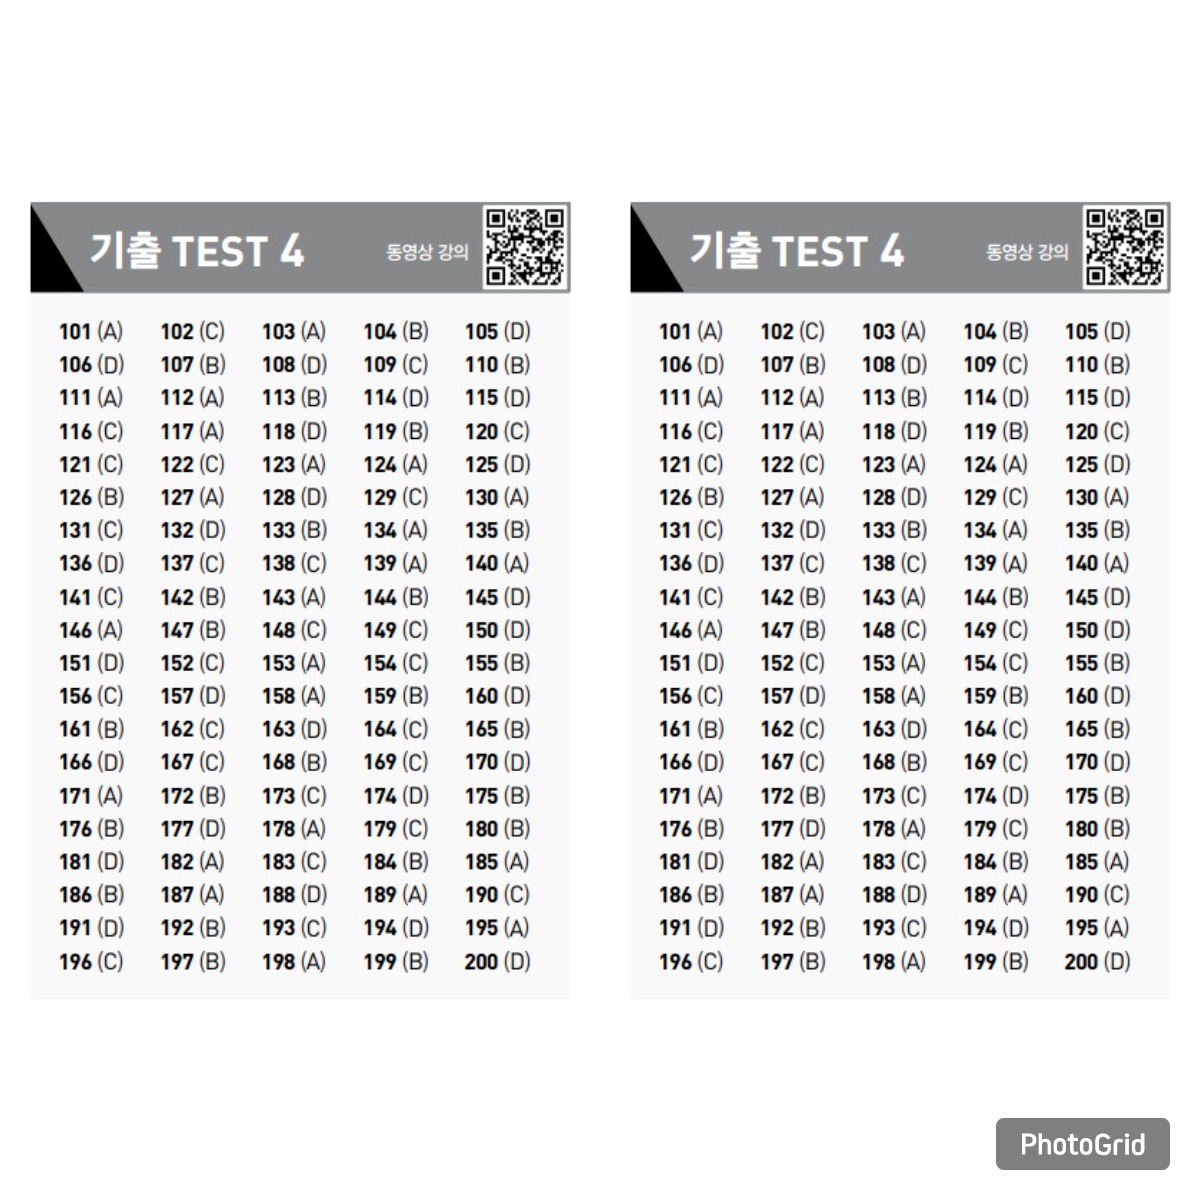 기출 TEST 4 동영상 강의
101 (A) 102 (C) 103 (A) 104 (B) 105 (D)
106 (D) 107 (B) 108 (D) 109 (C) 110 (B)
111 (A) 112 (A) 113 (B) 114 (D) 115 (D)
116 (C) 117 (A) 118 (D) 119 (B) 120 (C)
121 (C) 122 (C) 123 (A) 124 (A) 125 (D)
126 (B) 127 (A) 128 (D) 129 (C) 130 (A)
131 (C) 132 (D) 133 (B) 134 (A) 135 (B)
136 (D) 137 (C) 138 (C) 139 (A) 140 (A)
141 (C) 142 (B) 143 (A) 144 (B) 145 (D)
146 (A) 147 (B) 148 (C) 149 (C) 150 (D)
151 (D) 152 (C) 153 (A) 154 (C) 155 (B)
156 (C) 157 (D) 158 (A) 159 (B) 160 (D)
161 (B) 162 (C) 163 (D) 164 (C) 165 (B)
166 (D) 167 (C) 168 (B) 169 (C) 170 (D)
171 (A) 172 (B) 173 (C) 174 (D) 175 (B)
176 (B) 177 (D) 178 (A) 179 (C) 180 (B)
181 (D) 182 (A) 183 (C) 184 (B) 185 (A)
186 (B) 187 (A) 188 (D) 189 (A) 190 (C)
191 (D) 192 (B) 193 (C) 194 (D) 195 (A)
196 (C) 197 (B) 198 (A) 199 (B) 200 (D)
기출 TEST 4 동영상 강의
101 (A) 102 (C) 103 (A) 104 (B) 105 (D)
106 (D) 107 (B) 108 (D) 109 (C) 110 (B)
111 (A) 112 (A) 113 (B) 114 (D) 115 (D)
116 (C) 117 (A) 118 (D) 119 (B) 120 (C)
121 (C) 122 (C) 123 (A) 124 (A) 125 (D)
126 (B) 127 (A) 128 (D) 129 (C) 130 (A)
131 (C) 132 (D) 133 (B) 134 (A) 135 (B)
136 (D) 137 (C) 138 (C) 139 (A) 140 (A)
141 (C) 142 (B) 143 (A) 144 (B) 145 (D)
146 (A) 147 (B) 148 (C) 149 (C) 150 (D)
151 (D) 152 (C) 153 (A) 154 (C) 155 (B)
156 (C) 157 (D) 158 (A) 159 (B) 160 (D)
161 (B) 162 (C) 163 (D) 164 (C) 165 (B)
166 (D) 167 (C) 168 (B) 169 (C) 170 (D)
171 (A) 172 (B) 173 (C) 174 (D) 175 (B)
176 (B) 177 (D) 178 (A) 179 (C) 180 (B)
181 (D) 182 (A) 183 (C) 184 (B) 185 (A)
186 (B) 187 (A) 188 (D) 189 (A) 190 (C)
191 (D) 192 (B) 193 (C) 194 (D) 195 (A)
196 (C) 197 (B) 198 (A) 199 (B) 200 (D)
PhotoGrid